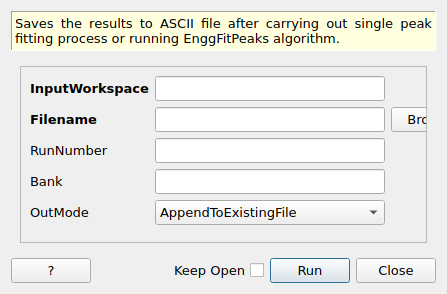 Saves the results to ASCII file after carrying out single peak
fitting process or running EnggFitPeaks algorithm.
InputWorkspace
Filename
Bro
RunNumber
Bank
OutMode AppendToExistingFile
? Keep Open Run Close